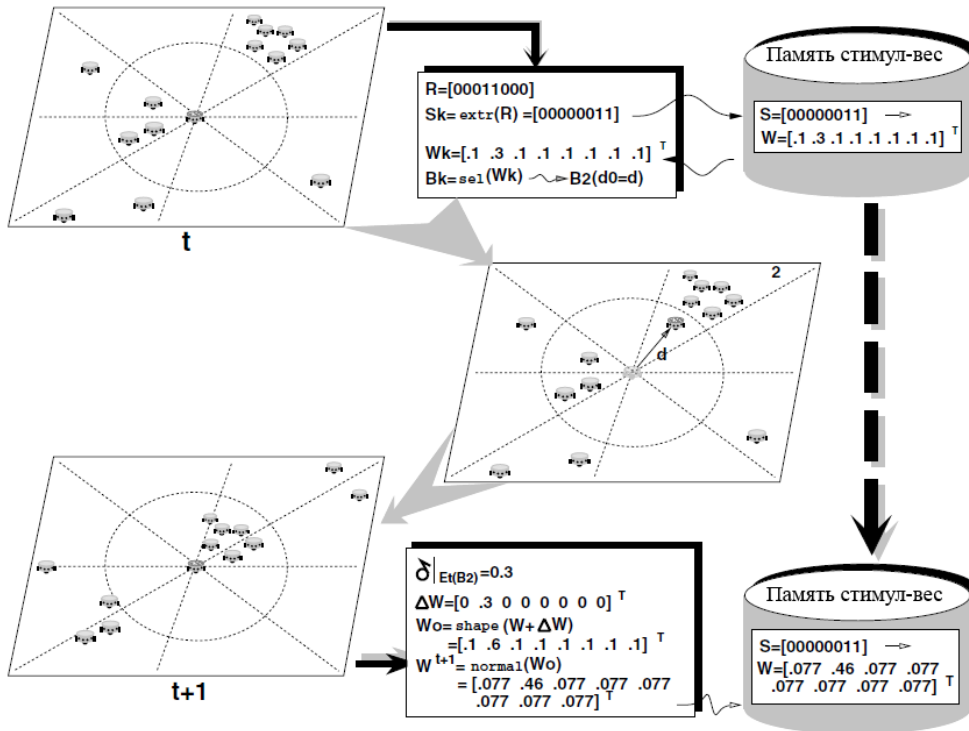 Память стимул-вес
R=[00011000]
Sk=extr(R) =[00000011]
Wk=[.1 .3 .1 .1 .1 .1 .1 .1] T
Bk=sel(Wk) B2(d0=d)
S=[00000011]
W=[.1 .3 .1 .1 .1 .1 .1 .1] T
t
2
d
t+1
|Et(B2)=0.3
ΔW=[0 .3 0 0 0 0 0 0] T
Wo=shape(W+ΔW)
=[.1 .6 .1 .1 .1 .1 .1 .1] T
W t+1=normal(Wo)
=[.077 .46 .077 .077 .077
.077 .077 .077] T
Память стимул-вес
S=[00000011]
W=[.077 .46 .077 .077
.077 .077 .077 .077] T